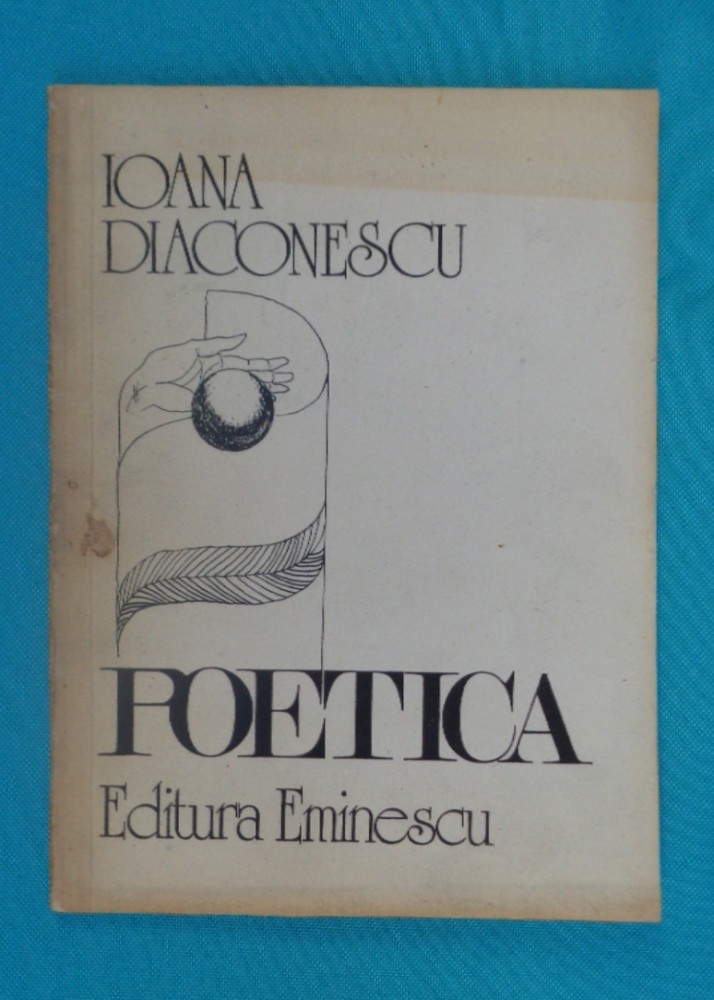 IOANA
DIACONESCU
POETICA
Editura Eminescu